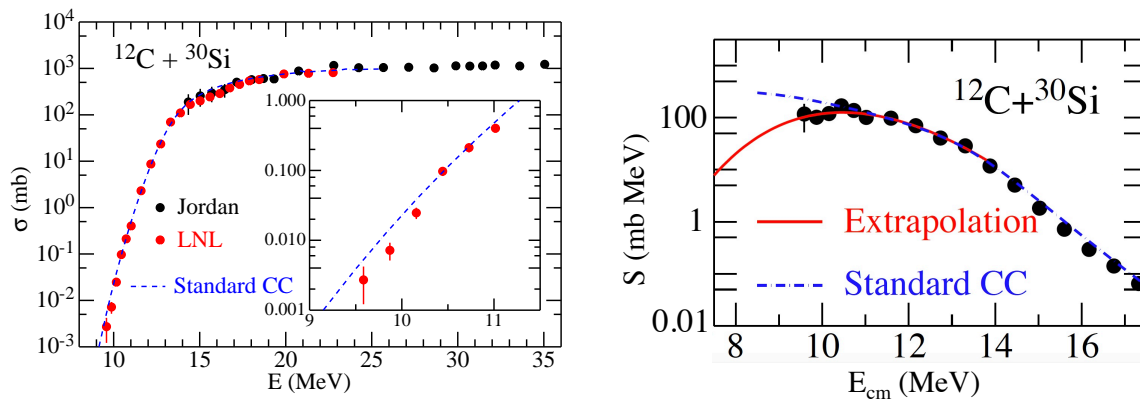 10⁴
10³
10²
10¹
10⁰
10⁻¹
10⁻²
10⁻³
σ (mb)
¹²C + ³⁰Si
Jordan
LNL
Standard CC
1.000
0.100
0.010
0.001
9 10 11
10 15 20 25 30 35
E (MeV)
¹²C+³⁰Si
100
1
0.01
S (mb MeV)
Extrapolation
Standard CC
8 10 12 14 16
E_cm (MeV)